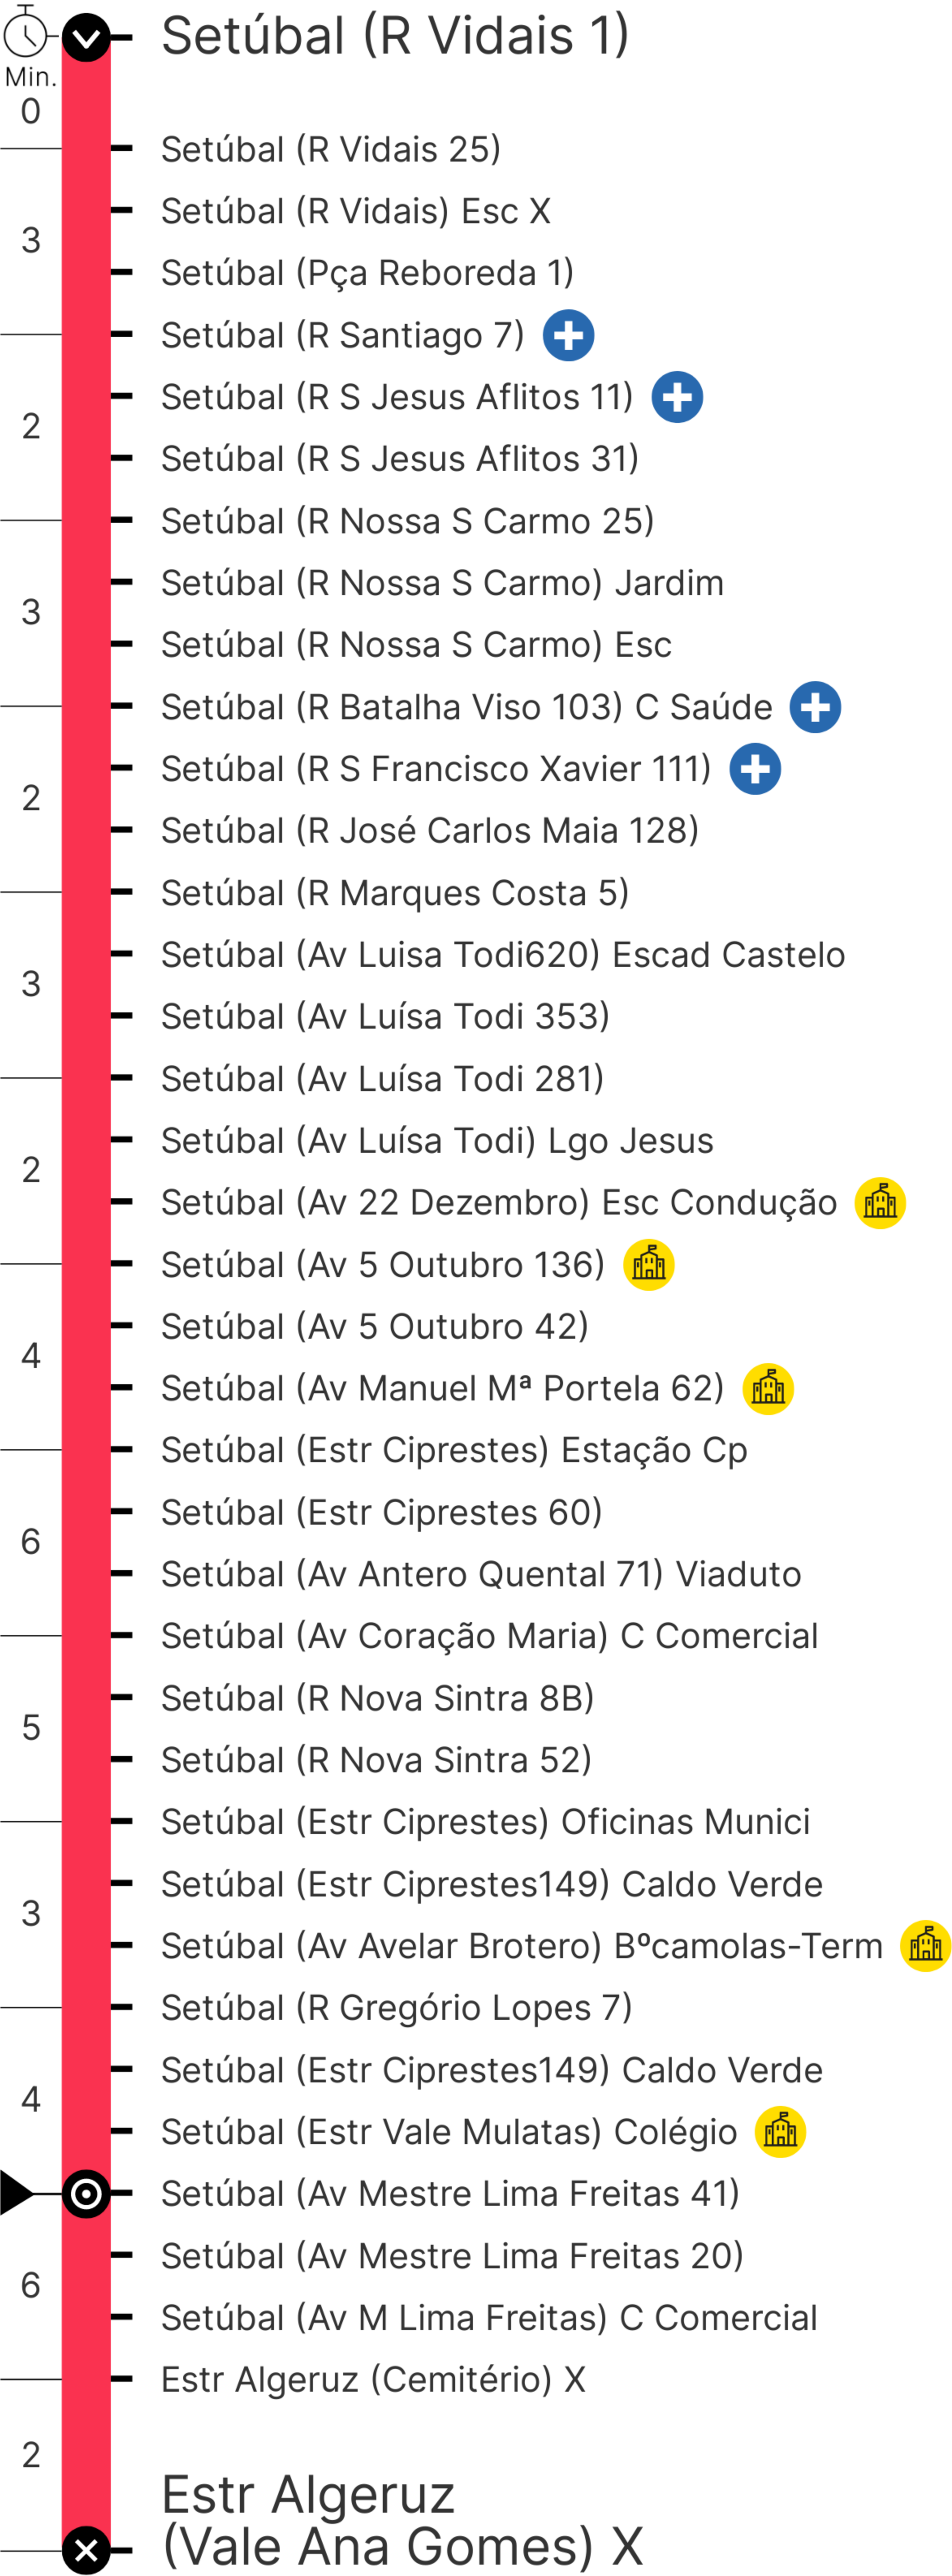 Setúbal (R Vidais 1)
Min.
0
Setúbal (R Vidais 25)
Setúbal (R Vidais) Esc X
3
Setúbal (Pça Reboreda 1)
Setúbal (R Santiago 7)
Setúbal (R S Jesus Aflitos 11)
2
Setúbal (R S Jesus Aflitos 31)
Setúbal (R Nossa S Carmo 25)
Setúbal (R Nossa S Carmo) Jardim
3
Setúbal (R Nossa S Carmo) Esc
Setúbal (R Batalha Viso 103) C Saúde
Setúbal (R S Francisco Xavier 111)
2
Setúbal (R José Carlos Maia 128)
Setúbal (R Marques Costa 5)
Setúbal (Av Luisa Todi620) Escad Castelo
3
Setúbal (Av Luísa Todi 353)
Setúbal (Av Luísa Todi 281)
Setúbal (Av Luísa Todi) Lgo Jesus
2
Setúbal (Av 22 Dezembro) Esc Condução
Setúbal (Av 5 Outubro 136)
Setúbal (Av 5 Outubro 42)
4
Setúbal (Av Manuel Mª Portela 62)
Setúbal (Estr Ciprestes) Estação Cp
Setúbal (Estr Ciprestes 60)
6
Setúbal (Av Antero Quental 71) Viaduto
Setúbal (Av Coração Maria) C Comercial
Setúbal (R Nova Sintra 8B)
5
Setúbal (R Nova Sintra 52)
Setúbal (Estr Ciprestes) Oficinas Munici
Setúbal (Estr Ciprestes149) Caldo Verde
3
Setúbal (Av Avelar Brotero) Bºcamolas-Term
Setúbal (R Gregório Lopes 7)
Setúbal (Estr Ciprestes149) Caldo Verde
4
Setúbal (Estr Vale Mulatas) Colégio
Setúbal (Av Mestre Lima Freitas 41)
Setúbal (Av Mestre Lima Freitas 20)
6
Setúbal (Av M Lima Freitas) C Comercial
Estr Algeruz (Cemitério) X
2
Estr Algeruz
(Vale Ana Gomes) X